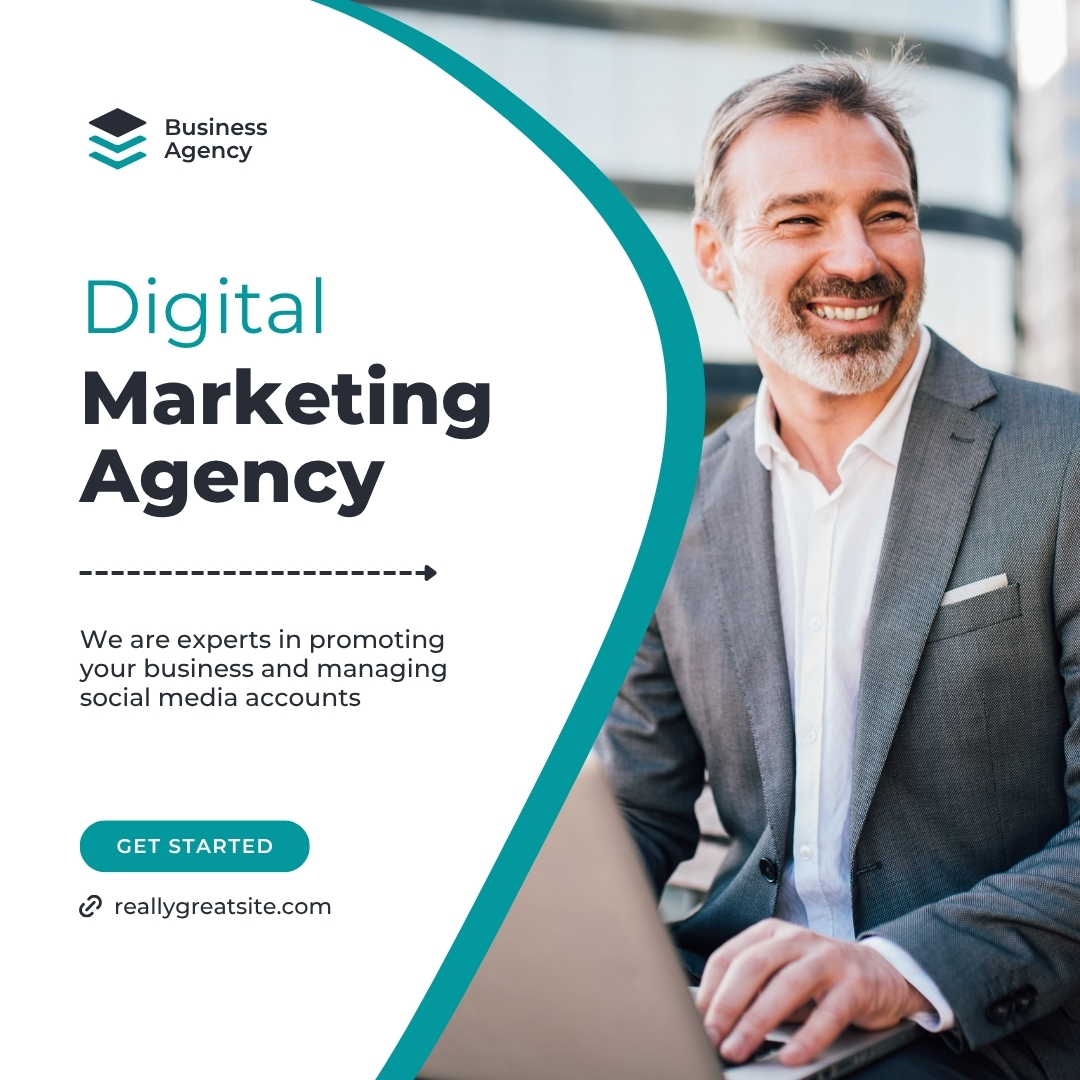 Business
Agency
Digital
Marketing
Agency
We are experts in promoting
your business and managing
social media accounts
GET STARTED
reallygreatsite.com